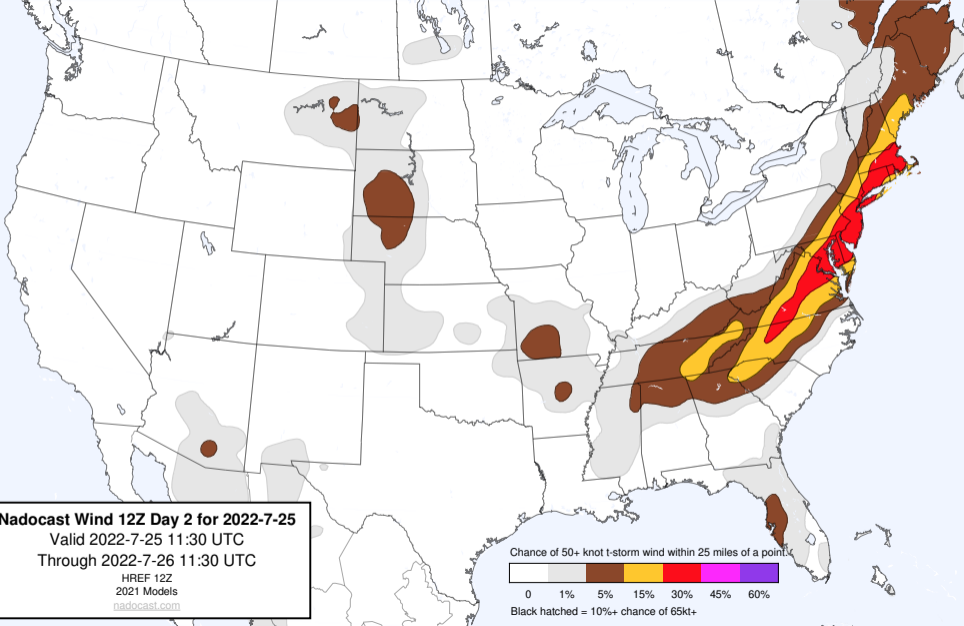 Nadocast Wind 12Z Day 2 for 2022-7-25
Valid 2022-7-25 11:30 UTC
Through 2022-7-26 11:30 UTC
HREF 12Z
2021 Models
nadocast.com
Chance of 50+ knot t-storm wind within 25 miles of a point.
0 1% 5% 15% 30% 45% 60%
Black hatched = 10%+ chance of 65kt+